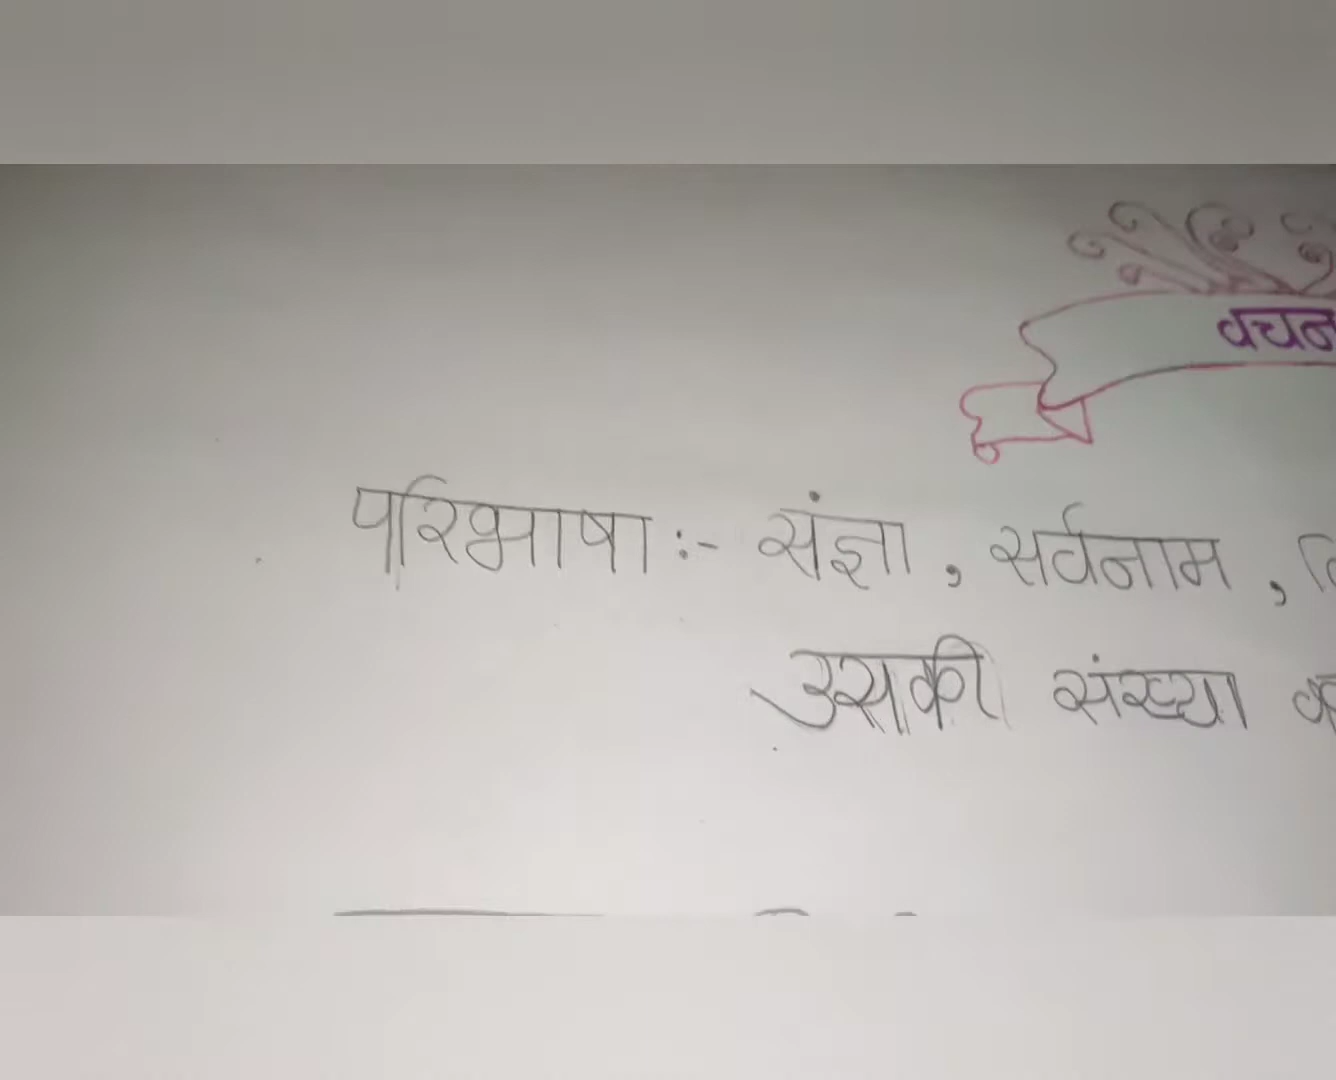 वचन
परिभाषा :- संज्ञा, सर्वनाम,
उसकी संख्या